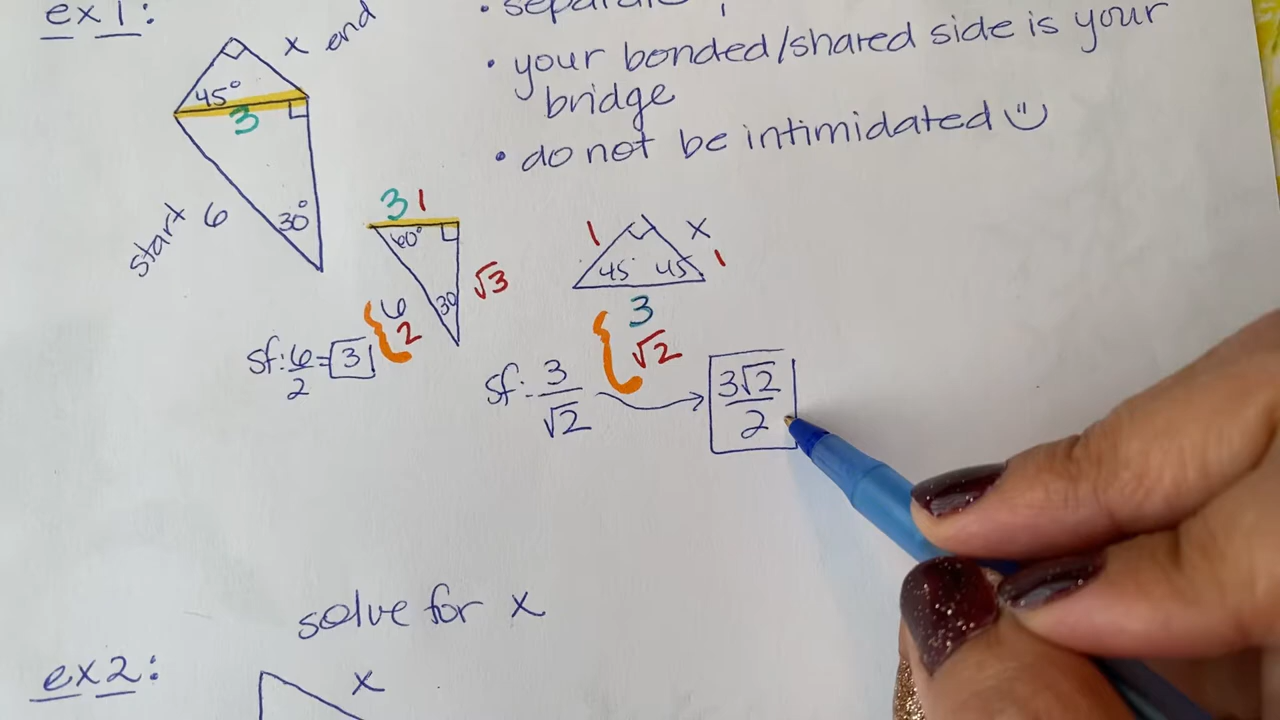 ex1:
x end
45°
3
start 6
30°
• separate
• your bonded/shared side is your
bridge
• do not be intimidated
3 1
60°
√3
30
6
2
sf: 6/2 = 3
1 x
45° 45
1
3
√2
sf: 3/√2
3√2/2
solve for x
ex2:
x